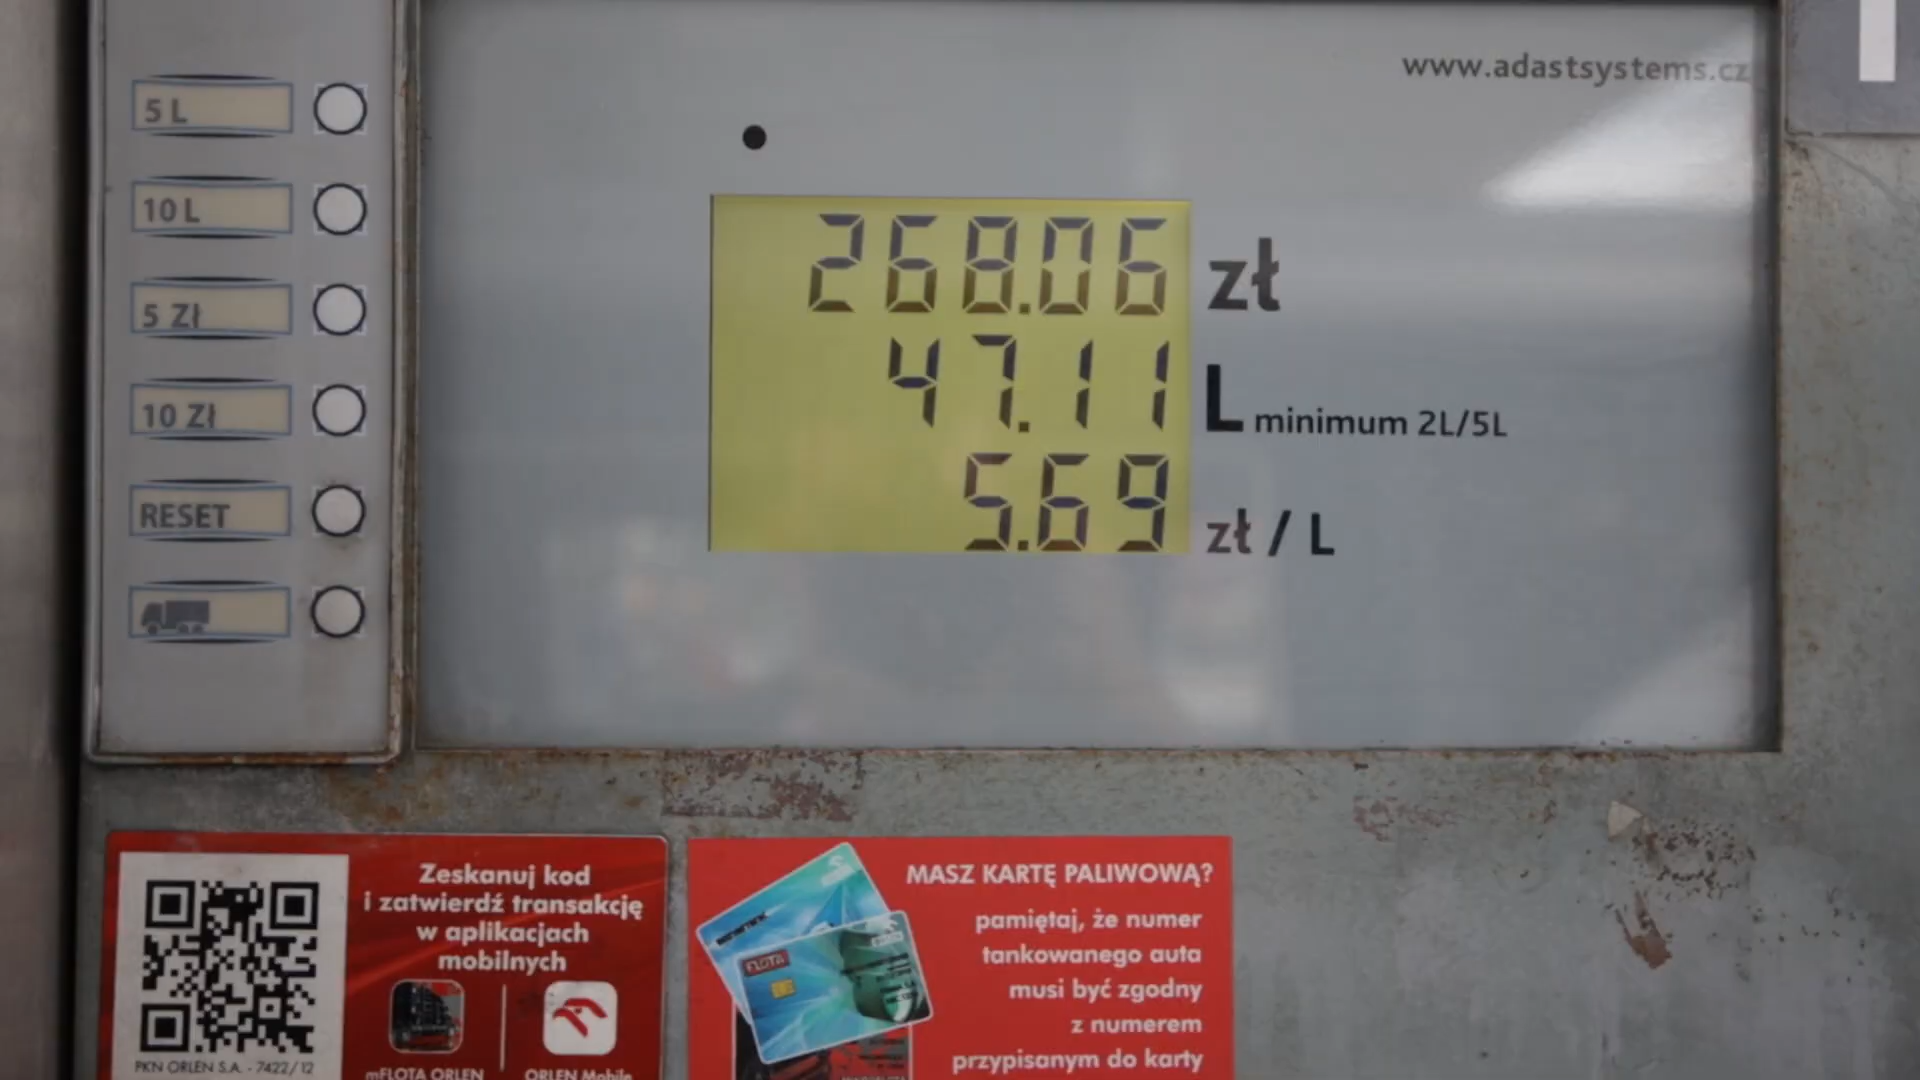 www.adastsystems.cz
5 L
10 L
5 Zł
10 Zł
RESET
268.06 zł
47.11 L minimum 2L/5L
5.69 zł / L
Zeskanuj kod
i zatwierdź transakcję
w aplikacjach
mobilnych
mFLOTA ORLEN
ORLEN Mobile
PKN ORLEN S.A. - 7422/12
MASZ KARTĘ PALIWOWĄ?
pamiętaj, że numer
tankowanego auta
musi być zgodny
z numerem
przypisanym do karty
FLOTA